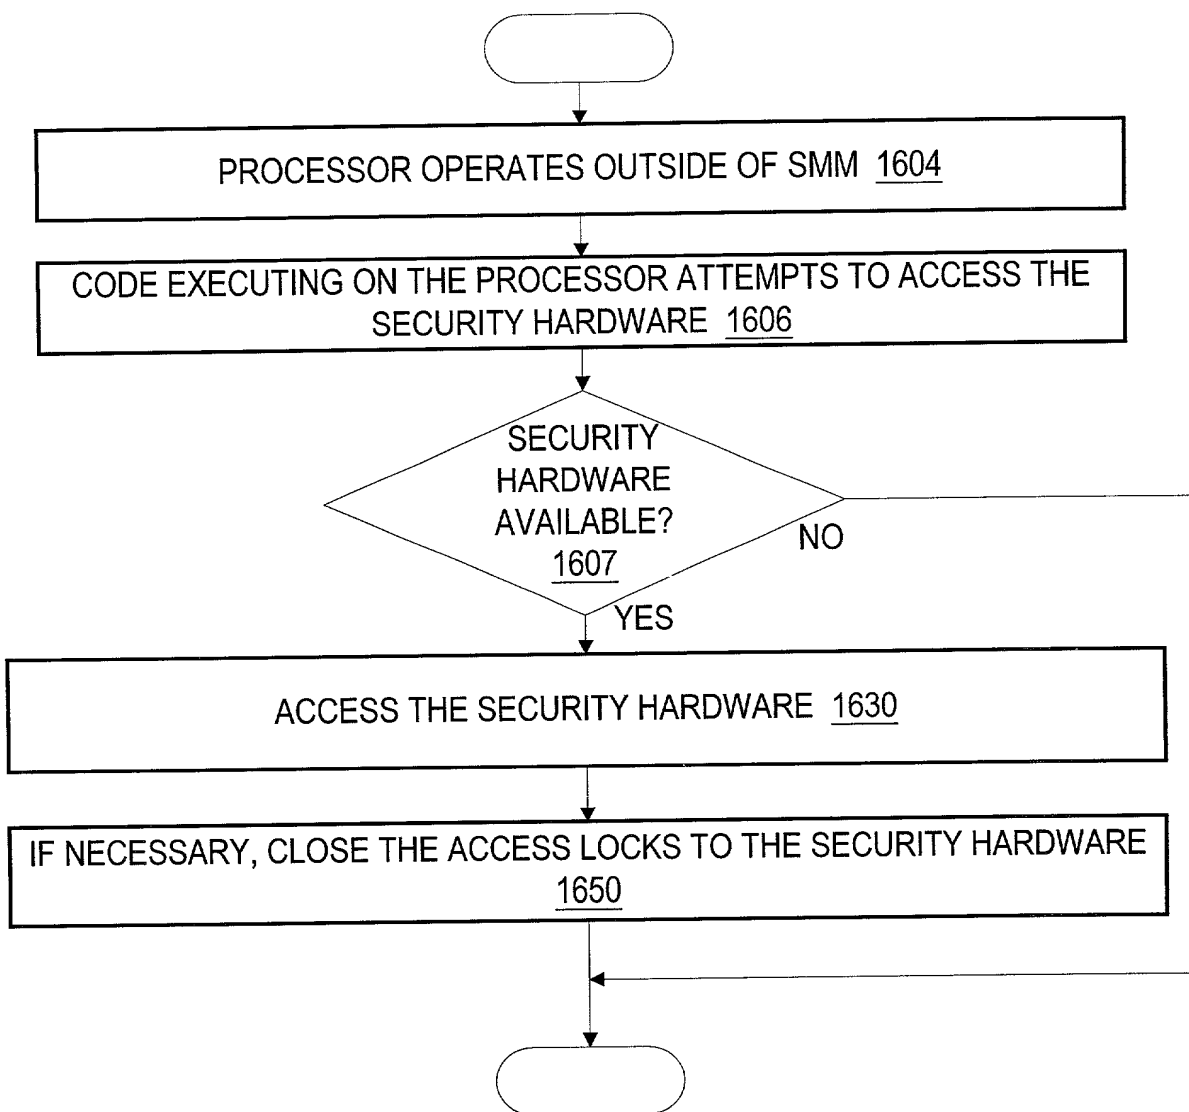 PROCESSOR OPERATES OUTSIDE OF SMM 1604
CODE EXECUTING ON THE PROCESSOR ATTEMPTS TO ACCESS THE
SECURITY HARDWARE 1606
SECURITY
HARDWARE
AVAILABLE?
1607
NO
YES
ACCESS THE SECURITY HARDWARE 1630
IF NECESSARY, CLOSE THE ACCESS LOCKS TO THE SECURITY HARDWARE
1650